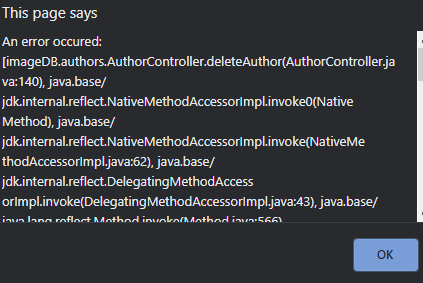 This page says
An error occured:
[imageDB.authors.AuthorController.deleteAuthor(AuthorController.ja
va:140), java.base/
jdk.internal.reflect.NativeMethodAccessorImpl.invoke0(Native
Method), java.base/
jdk.internal.reflect.NativeMethodAccessorImpl.invoke(NativeMe
thodAccessorImpl.java:62), java.base/
jdk.internal.reflect.DelegatingMethodAccess
orImpl.invoke(DelegatingMethodAccessorImpl.java:43), java.base/
java.lang.reflect.Method.invoke(Method.java:566)
OK